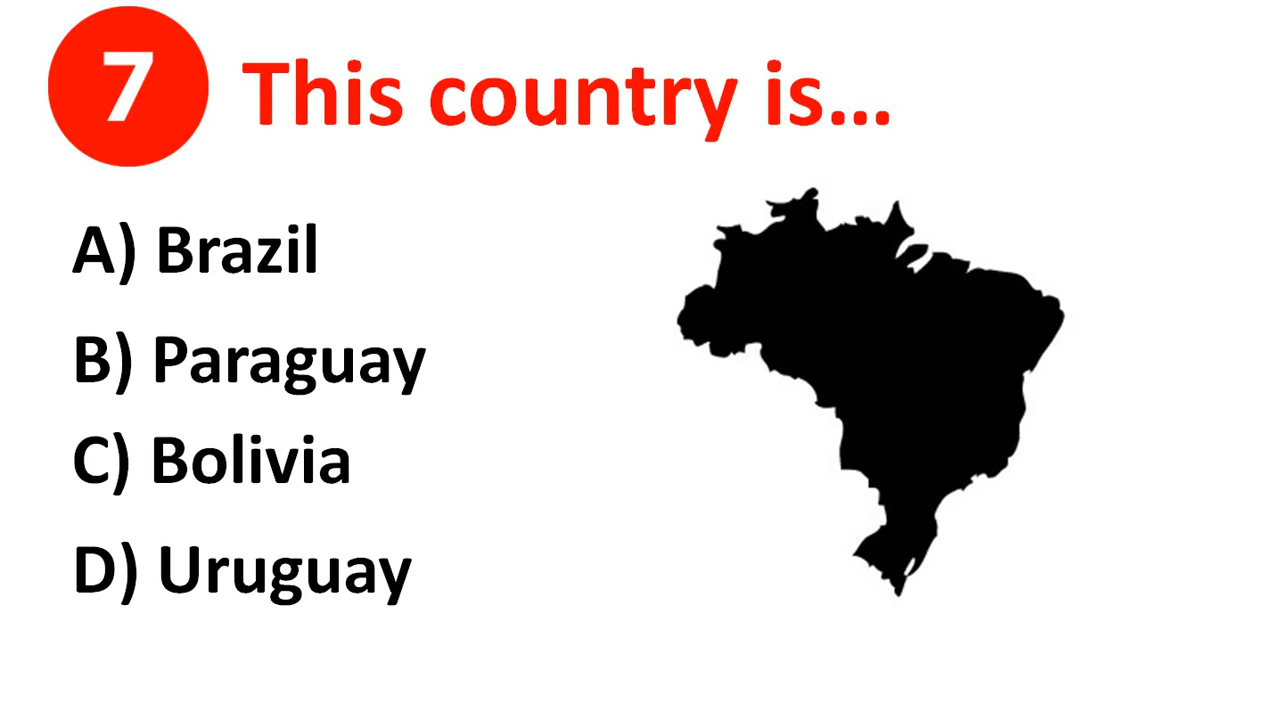 7 This country is...
A) Brazil
B) Paraguay
C) Bolivia
D) Uruguay